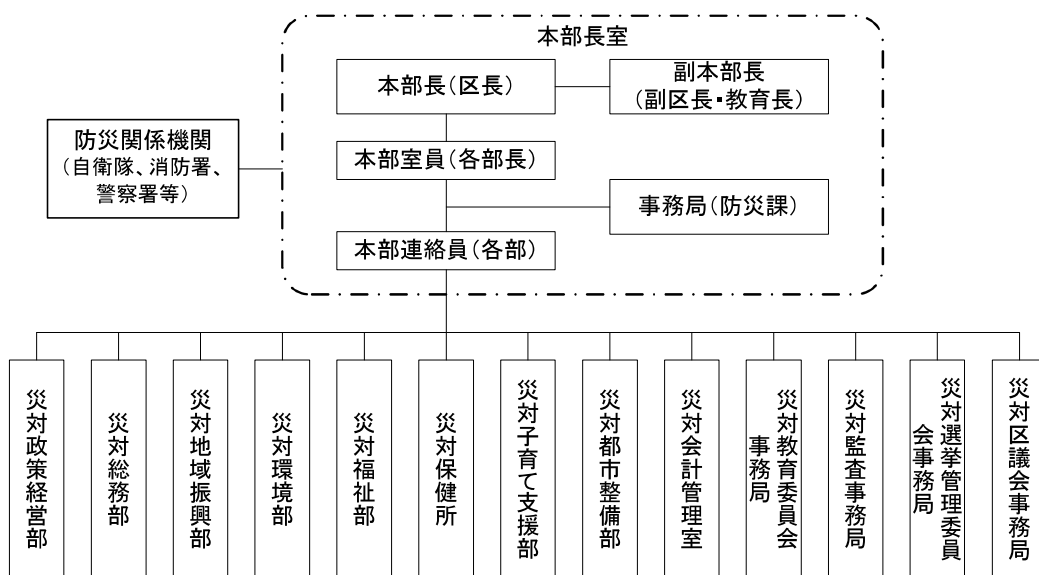 本部長室
本部長(区長)
副本部長
(副区長・教育長)
防災関係機関
(自衛隊、消防署、
警察署等)
本部室員(各部長)
事務局(防災課)
本部連絡員(各部)
災対政策経営部
災対総務部
災対地域振興部
災対環境部
災対福祉部
災対保健所
災対子育て支援部
災対都市整備部
災対会計管理室
災対教育委員会
事務局
災対監査事務局
災対選挙管理委員
会事務局
災対区議会事務局